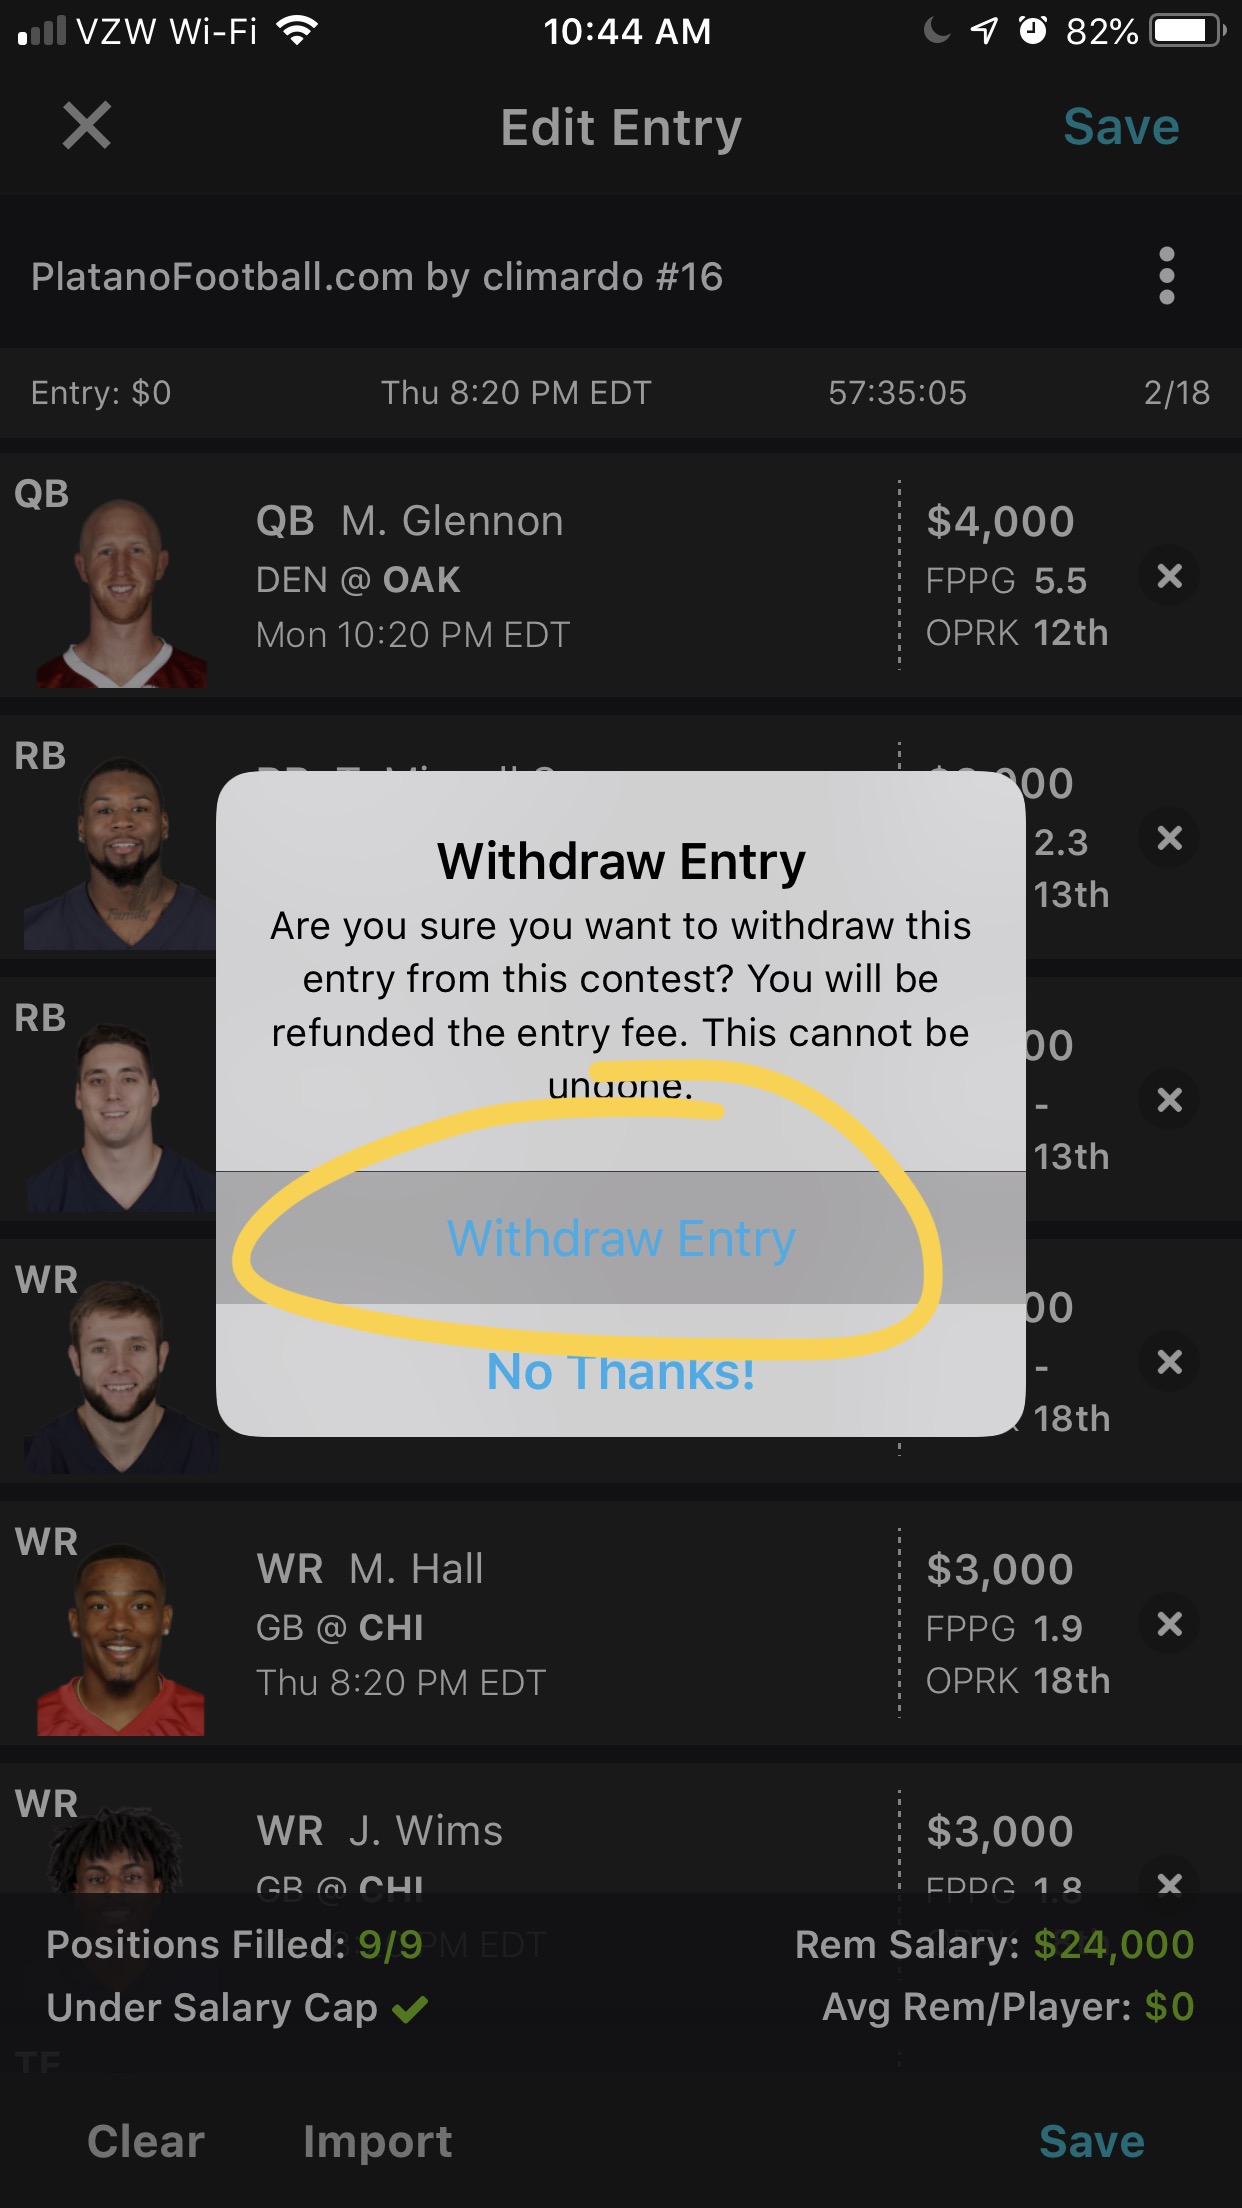 VZW Wi-Fi 10:44 AM 82%
Edit Entry Save
PlatanoFootball.com by climardo #16
Entry: $0 Thu 8:20 PM EDT 57:35:05 2/18
QB
QB M. Glennon $4,000
DEN @ OAK FPPG 5.5
Mon 10:20 PM EDT OPRK 12th
RB
00
2.3
13th
Withdraw Entry
Are you sure you want to withdraw this
entry from this contest? You will be
refunded the entry fee. This cannot be
undone.
Withdraw Entry
No Thanks!
RB
00
-
13th
WR
00
-
18th
WR
WR M. Hall $3,000
GB @ CHI FPPG 1.9
Thu 8:20 PM EDT OPRK 18th
WR
WR J. Wims $3,000
GB @ CHI FPPG 1.8
PM EDT
Positions Filled: 9/9 Rem Salary: $24,000
Under Salary Cap Avg Rem/Player: $0
TE
Clear Import Save